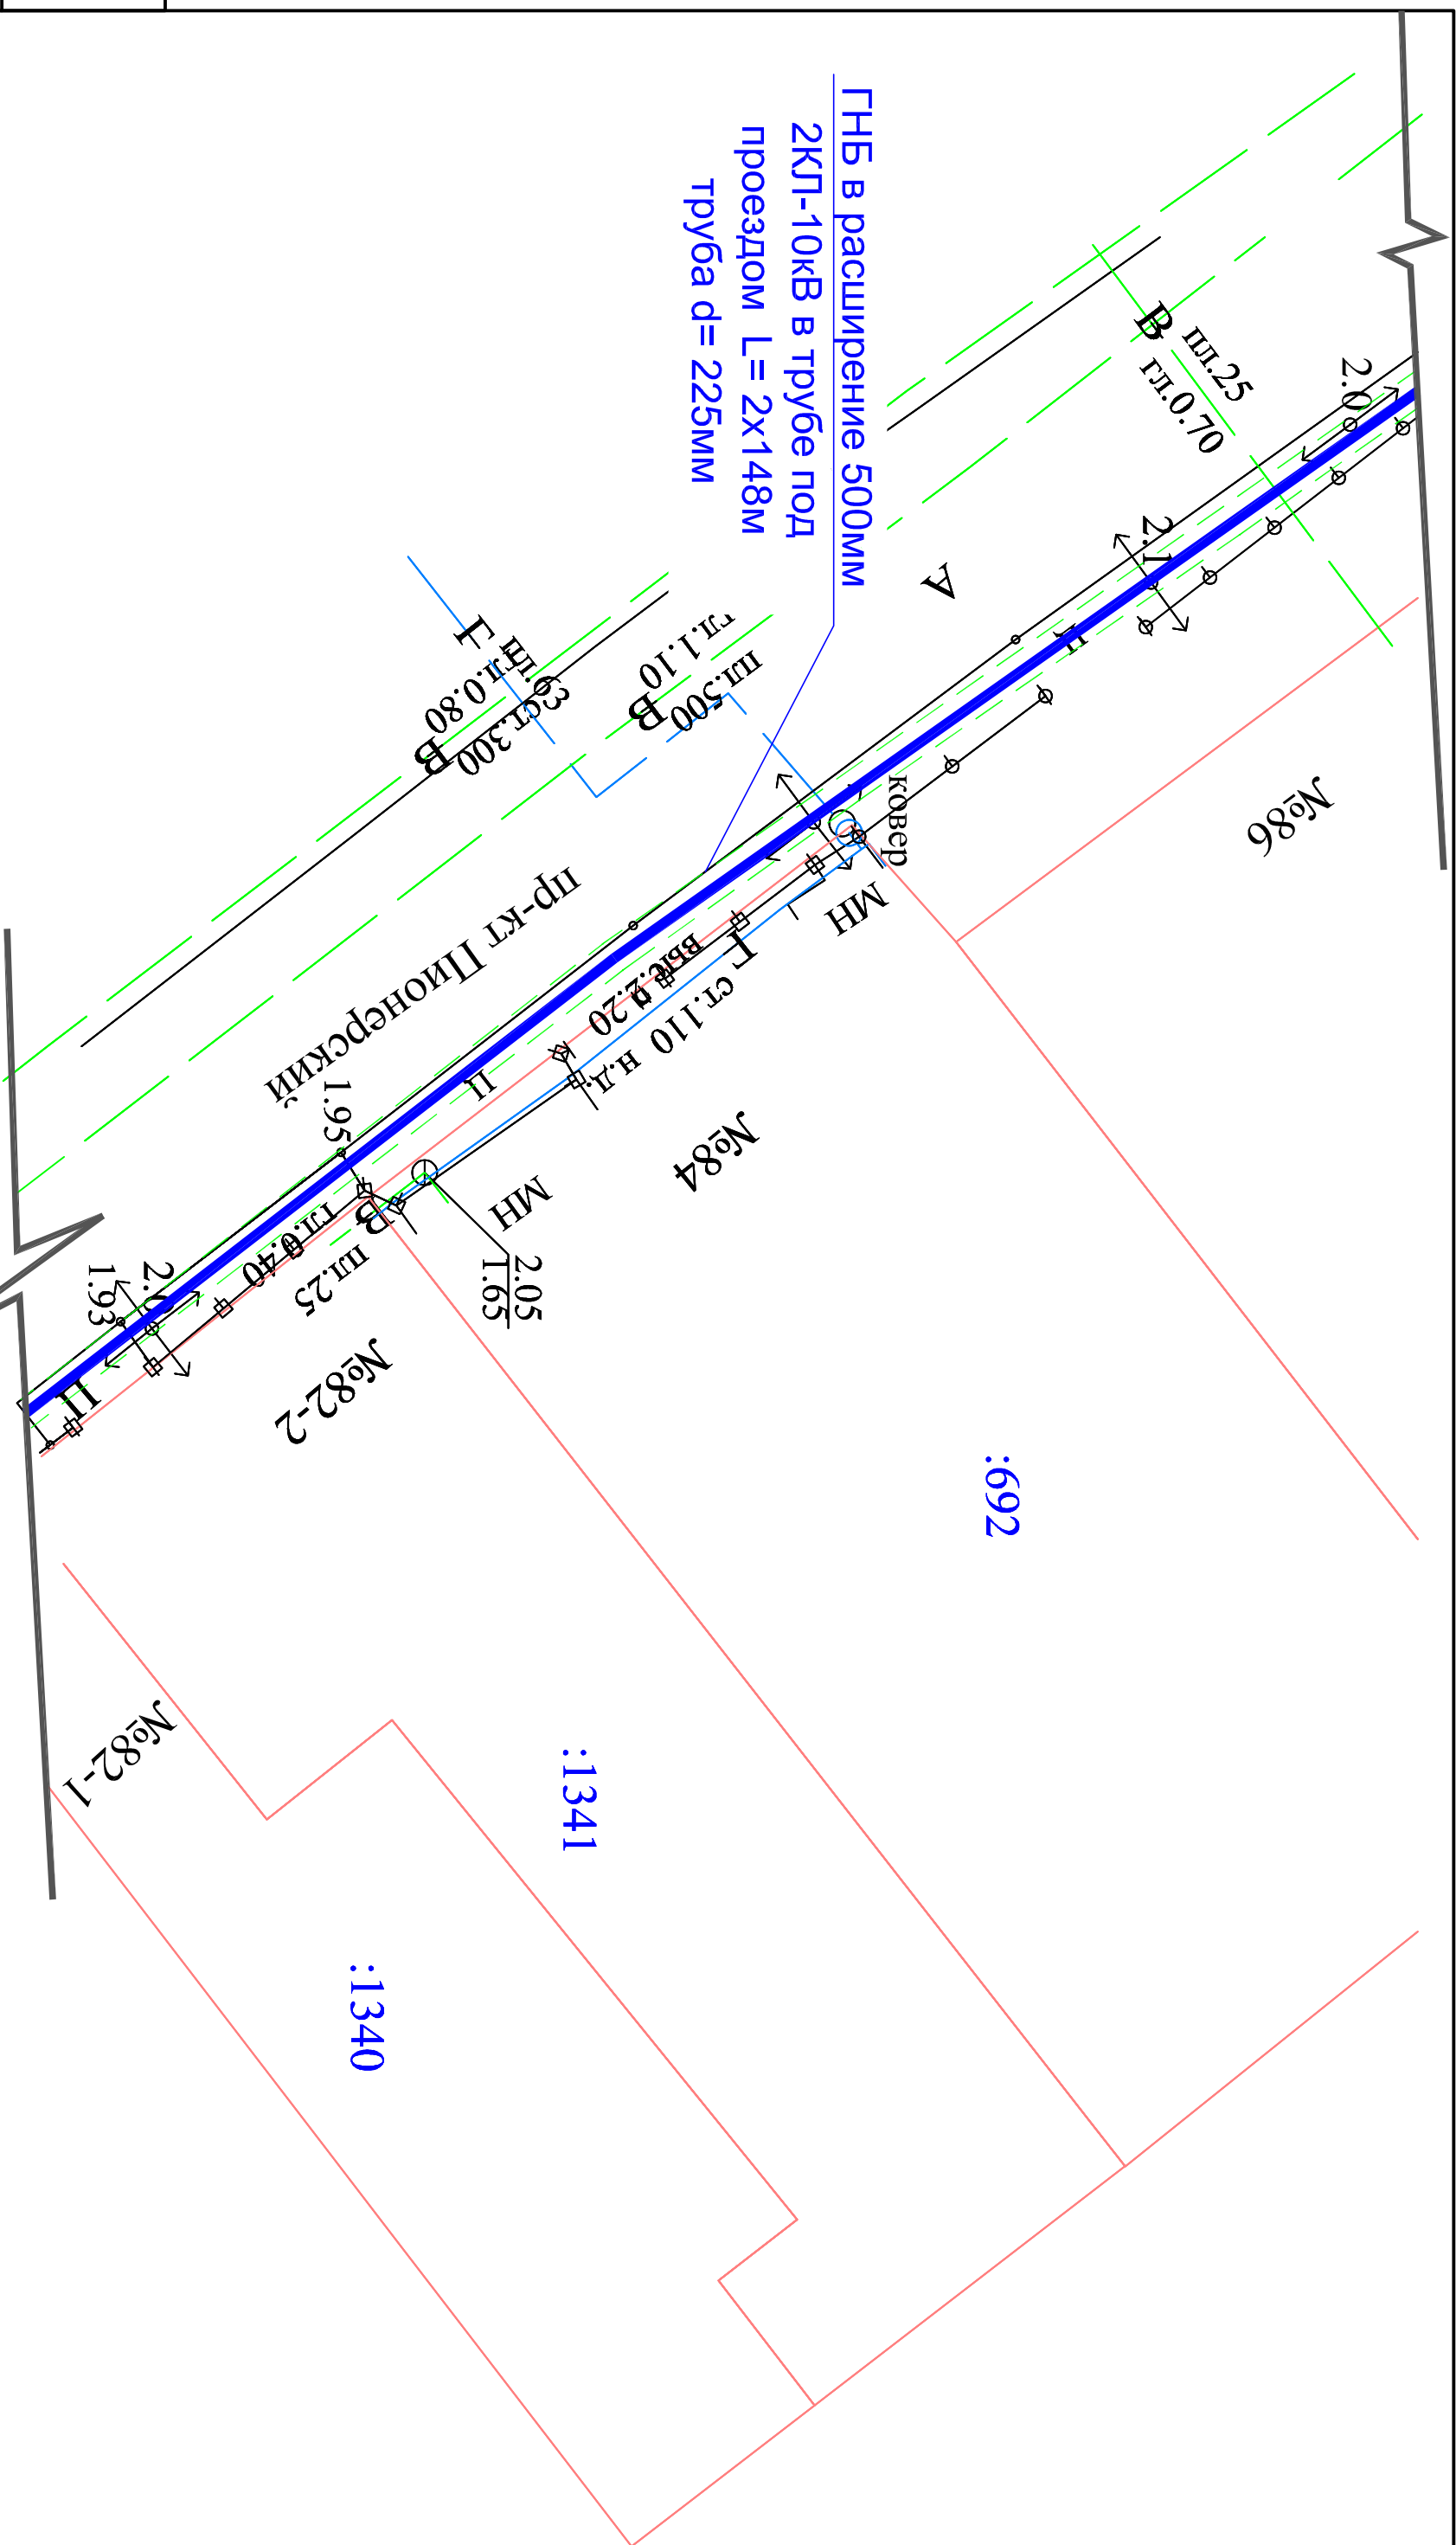 ГНБ в расширение 500мм
2КЛ-10кВ в трубе под
проездом L= 2х148м
труба d= 225мм
В
пл.25
гл.0.70
2.0
2.1
А
№86
Г
гл.0.80
В
ст.300
пл.500
гл.1.10
В
ковер
МН
пр-кт Пионерский
Г
ст.110 н.д.
2.20
Ц
№84
1.95
МН
В
гл.0.40
пл.25
2.05
1.65
2.0
1.93
Ц
№82-2
№82-1
:692
:1341
:1340